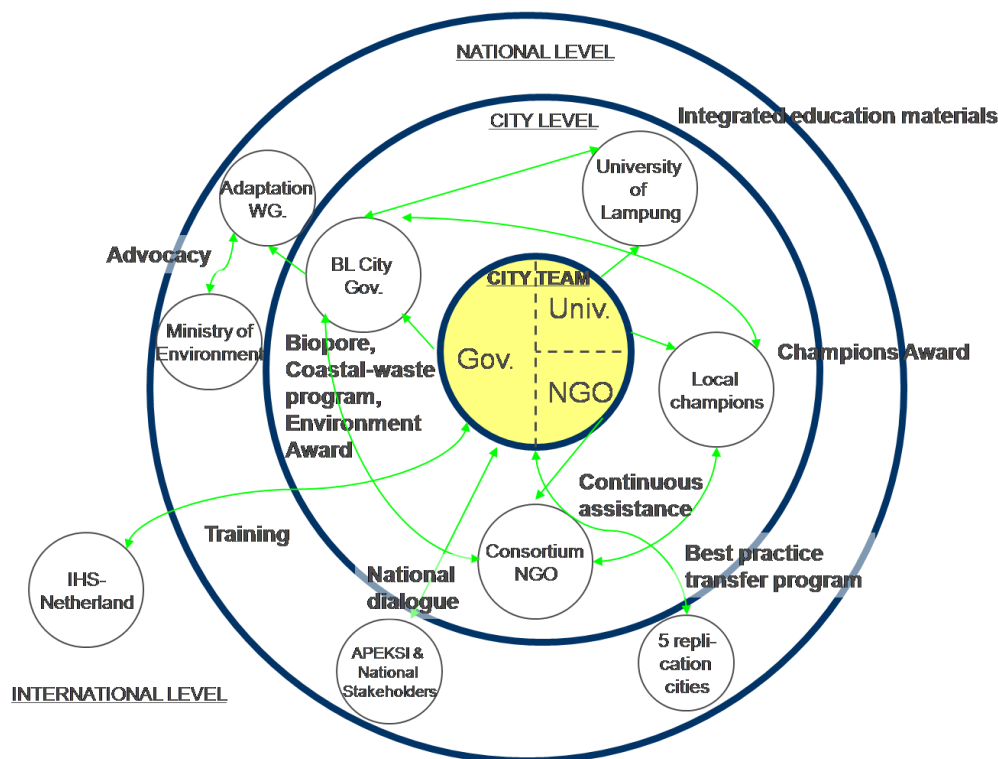 NATIONAL LEVEL
Integrated education materials
CITY LEVEL
University
of
Lampung
Adaptation
WG.
Advocacy
BL City
Gov.
CITY TEAM
Univ.
Gov.
NGO
Ministry of
Environment
Biopore,
Coastal-waste
program,
Environment
Award
Champions Award
Local
champions
Continuous
assistance
Training
Consortium
NGO
Best practice
transfer program
National
dialogue
IHS-
Netherland
APEKSI &
National
Stakeholders
5 repli-
cation
cities
INTERNATIONAL LEVEL